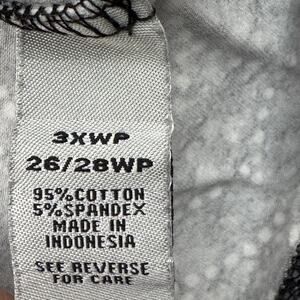 3XWP
26/28WP
95%COTTON
5%SPANDEX
MADE IN
INDONESIA
SEE REVERSE
FOR CARE